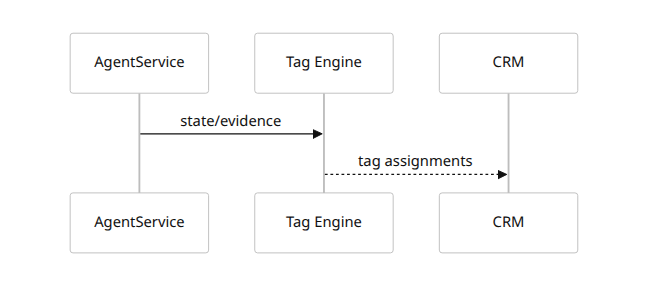 AgentService
Tag Engine
CRM
state/evidence
tag assignments
AgentService
Tag Engine
CRM